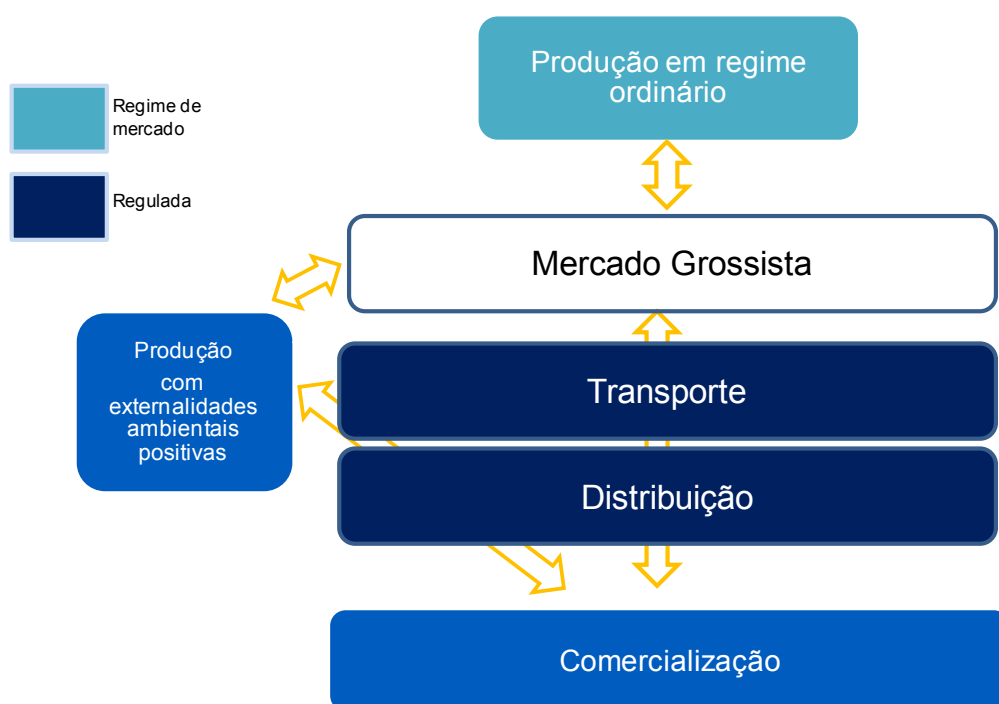 Produção em regime
ordinário
Regime de
mercado
Regulada
Mercado Grossista
Produção
com
externalidades
ambientais
positivas
Transporte
Distribuição
Comercialização